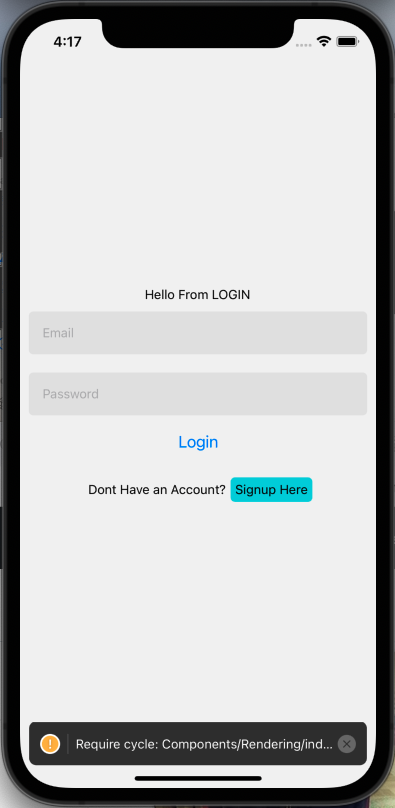 4:17
Hello From LOGIN
Email
Password
Login
Dont Have an Account? Signup Here
! Require cycle: Components/Rendering/ind...